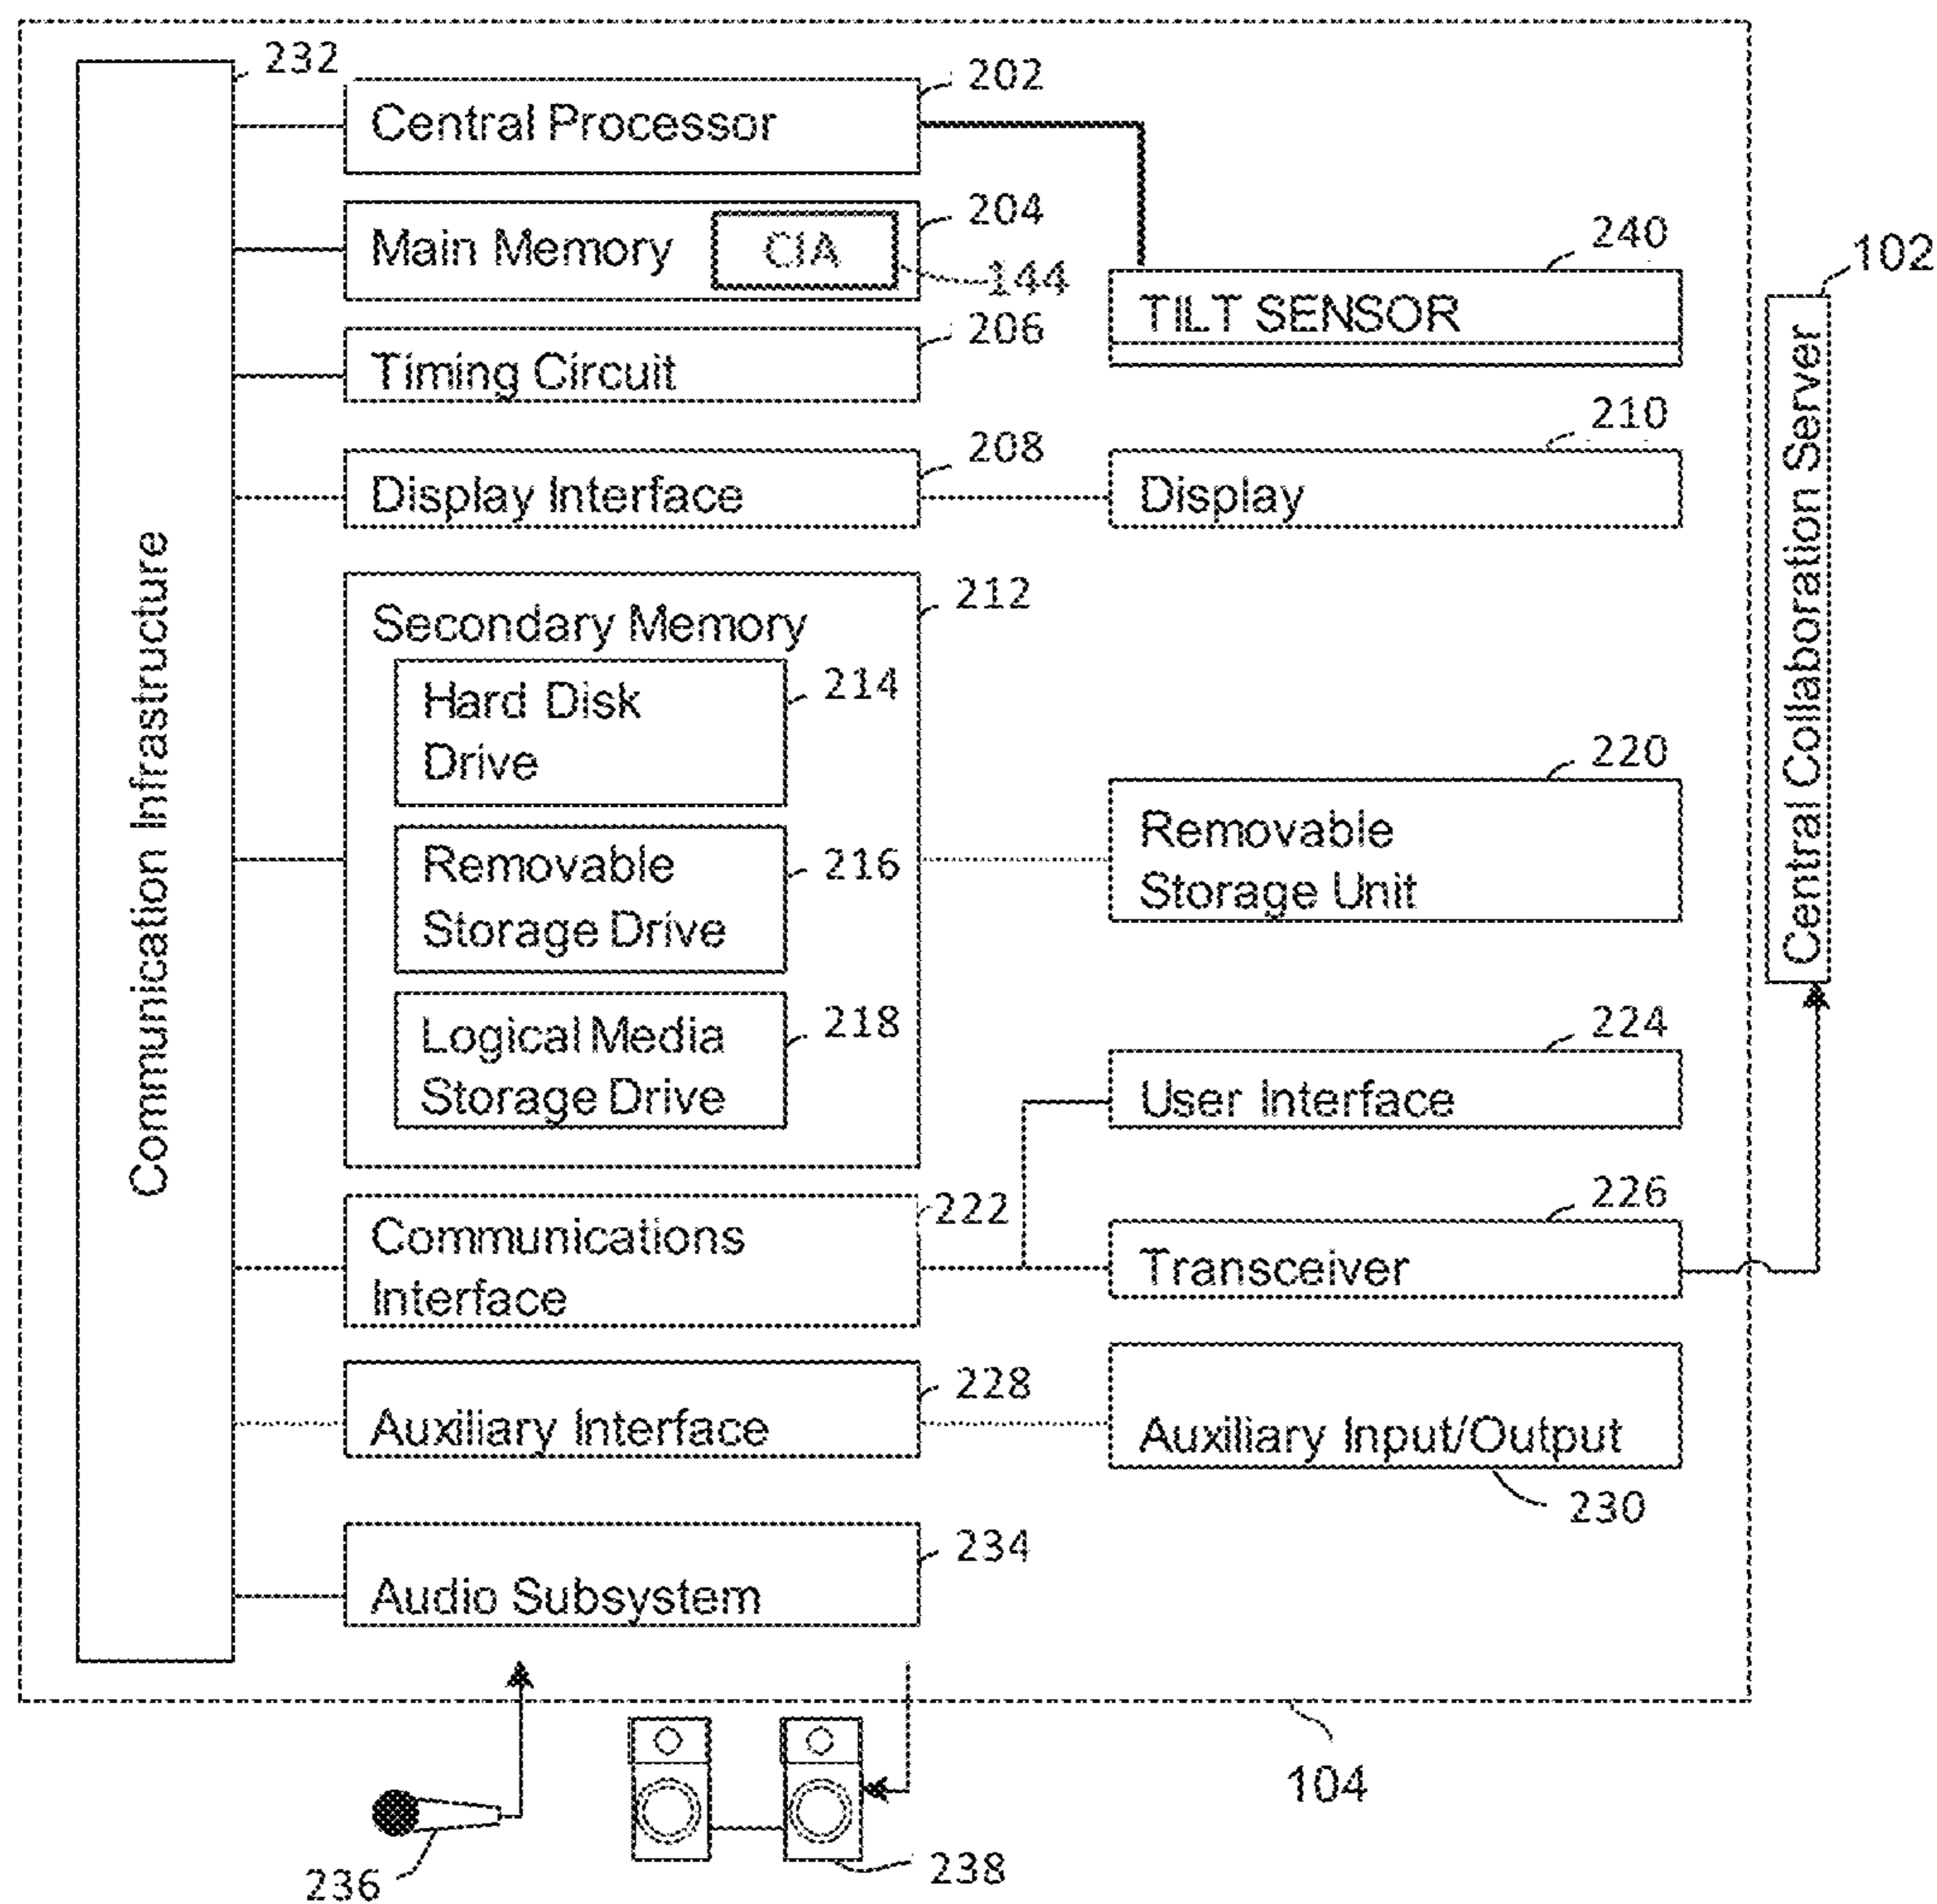 232
202
Central Processor
204
Main Memory
CIA
144
240
102
TILT SENSOR
206
Timing Circuit
210
208
Display Interface
Display
Communication Infrastructure
Central Collaboration Server
212
Secondary Memory
214
Hard Disk
Drive
220
216
Removable
Storage Drive
Removable
Storage Unit
218
Logical Media
Storage Drive
224
User Interface
222
226
Communications
Interface
Transceiver
228
Auxiliary Interface
Auxiliary Input/Output
230
234
Audio Subsystem
104
236
238